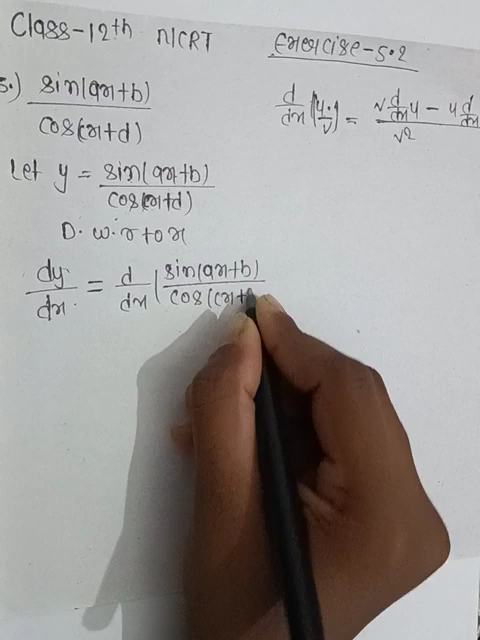 Class-12th NCRT
Exercise-5.2
5.) sin(ax+b) / cos(cx+d)
d/dx (u/v) = v d/dx u - u d/dx / v2
Let y = sin(ax+b) / cos(cx+d)
D.w.r to x
dy/dx = d/dx (sin(ax+b) / cos(cx+